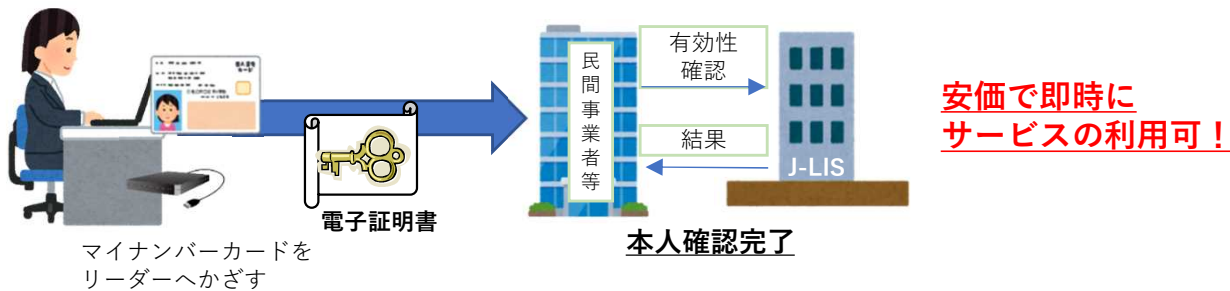 マイナンバーカードを
リーダーへかざす
電子証明書
民間事業者等
有効性
確認
結果
J-LIS
本人確認完了
安価で即時に
サービスの利用可！